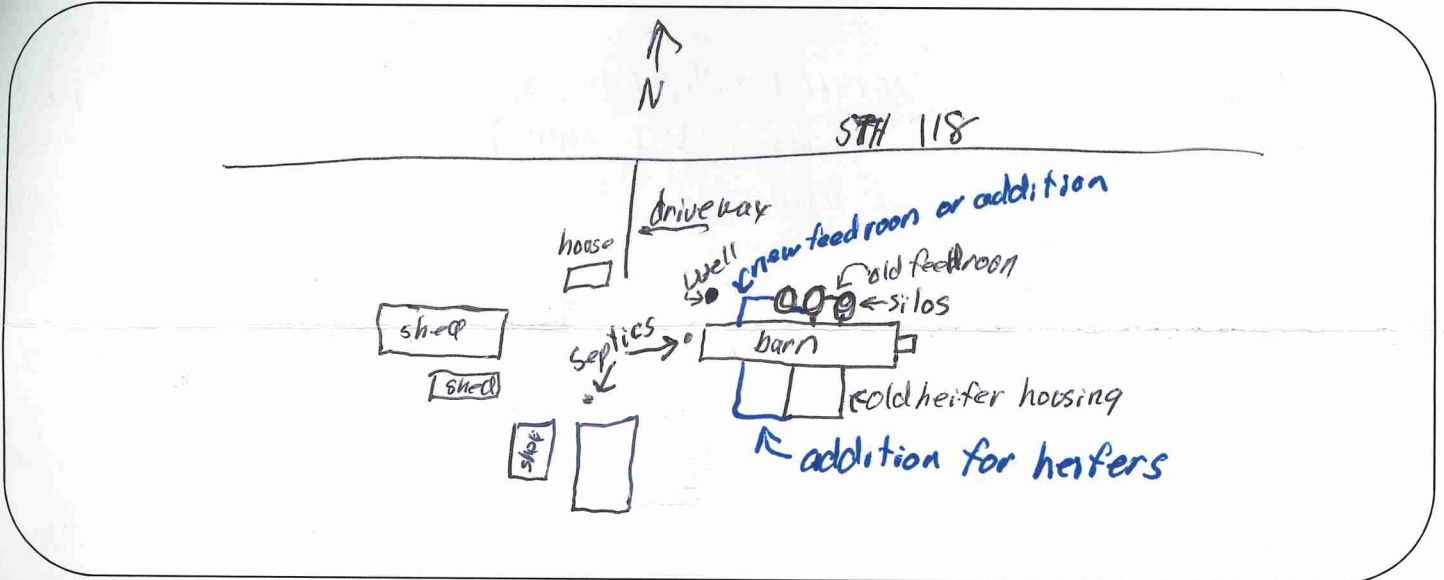 N
STH 118
driveway
new feedroom or addition
house
well
old feedroom
silos
shed
septics
barn
shed
old heifer housing
shop
addition for heifers